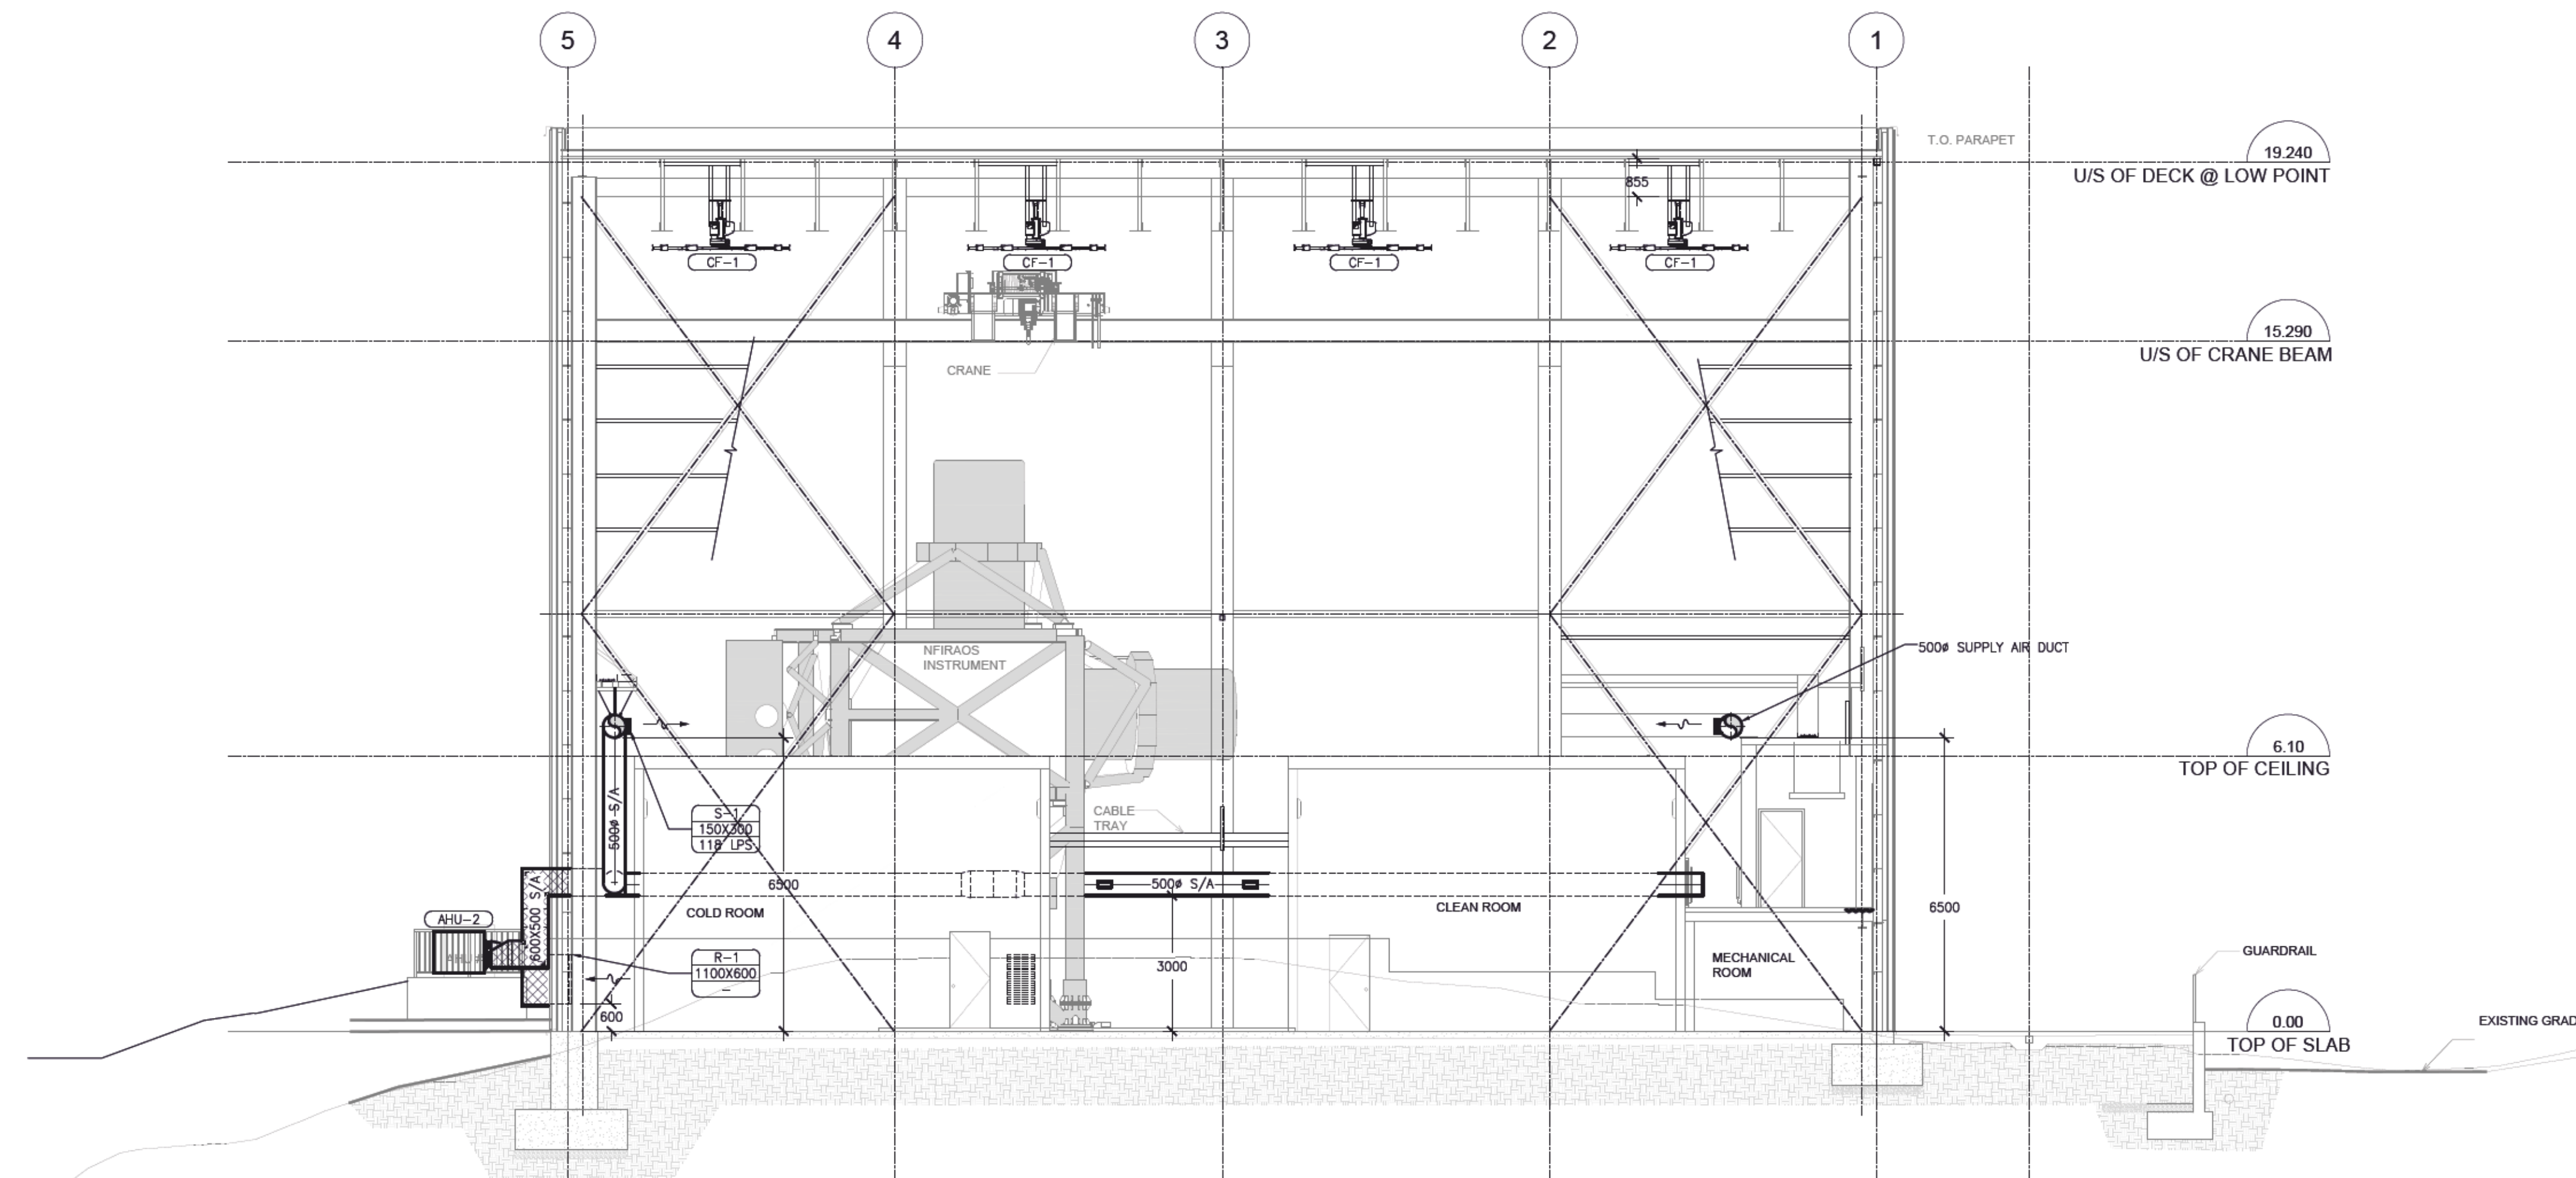 5
4
3
2
1
T.O. PARAPET
19.240
U/S OF DECK @ LOW POINT
855
CF-1
CF-1
CF-1
CF-1
15.290
U/S OF CRANE BEAM
CRANE
NFIRAOS
INSTRUMENT
500ø SUPPLY AIR DUCT
6.10
TOP OF CEILING
500ø S/A
S-1
150X300
118 LPS
CABLE
TRAY
6500
500ø S/A
COLD ROOM
CLEAN ROOM
6500
AHU-2
600X500 S/A
R-1
1100X600
–
3000
MECHANICAL
ROOM
GUARDRAIL
600
0.00
TOP OF SLAB
EXISTING GRAD